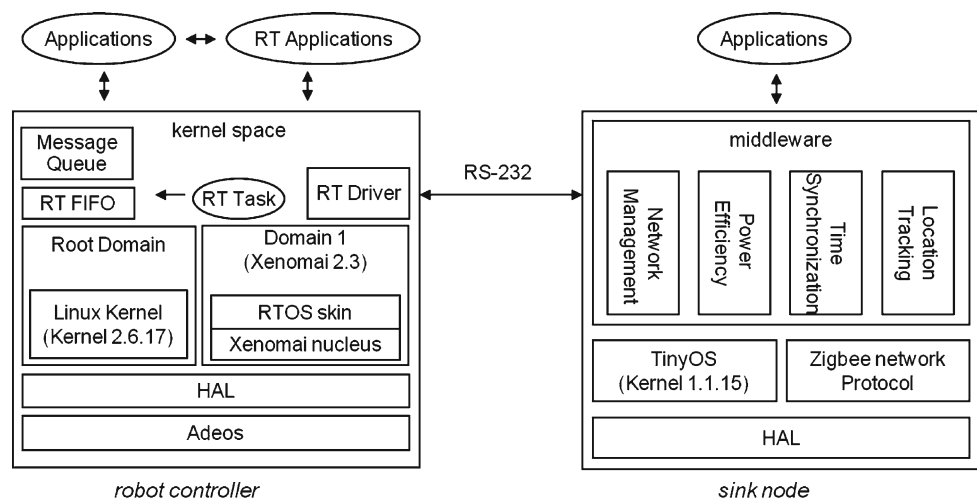 Applications
RT Applications
Applications
kernel space
Message
Queue
RT FIFO
RT Task
RT Driver
Root Domain
Linux Kernel
(Kernel 2.6.17)
Domain 1
(Xenomai 2.3)
RTOS skin
Xenomai nucleus
HAL
Adeos
robot controller
RS-232
middleware
Network
Management
Power
Efficiency
Time
Synchronization
Location
Tracking
TinyOS
(Kernel 1.1.15)
Zigbee network
Protocol
HAL
sink node